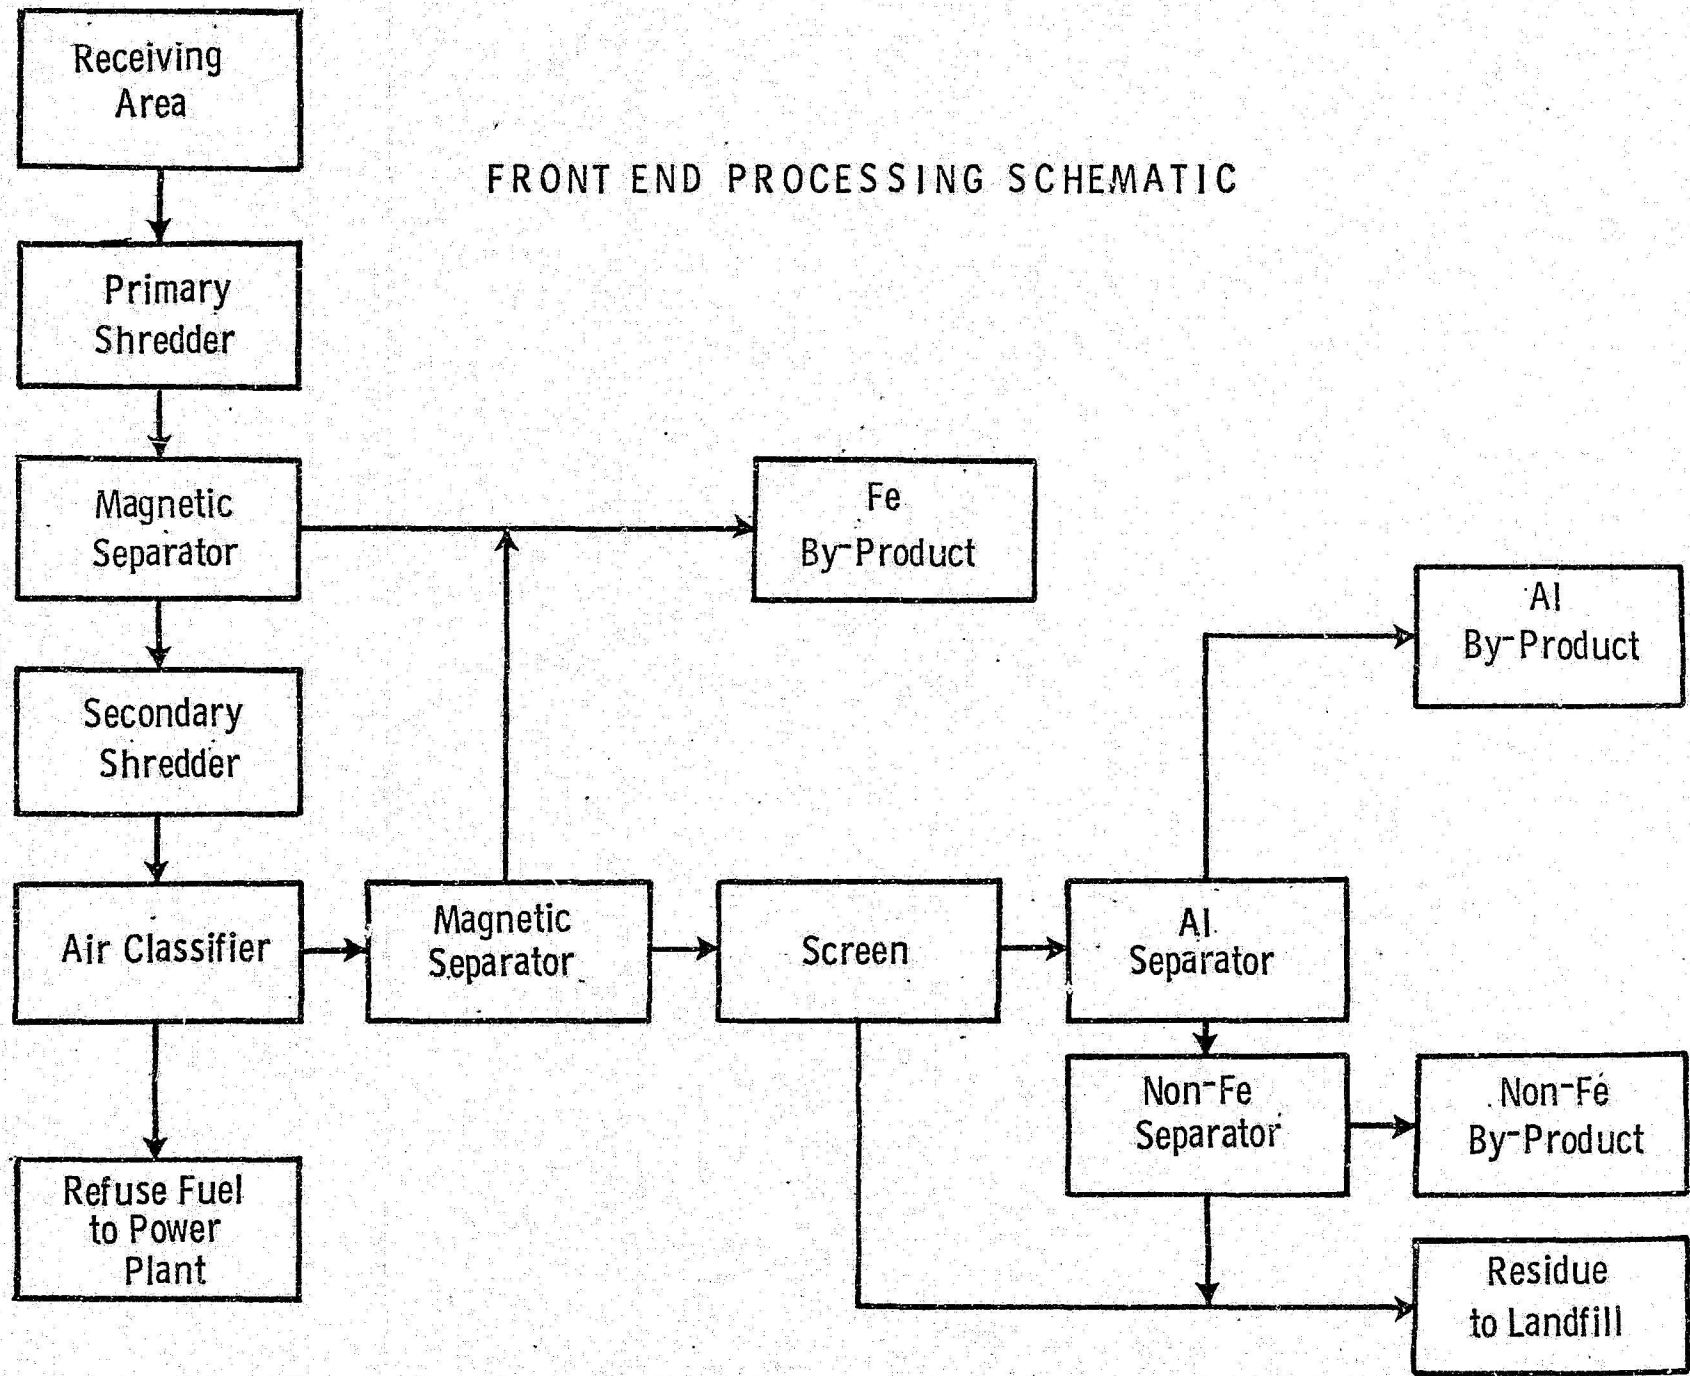 Receiving
Area
FRONT END PROCESSING SCHEMATIC
Primary
Shredder
Magnetic
Separator
Fe
By-Product
Al
By-Product
Secondary
Shredder
Air Classifier
Magnetic
Separator
Screen
Al
Separator
Non-Fe
Separator
Non-Fe
By-Product
Refuse Fuel
to Power
Plant
Residue
to Landfill